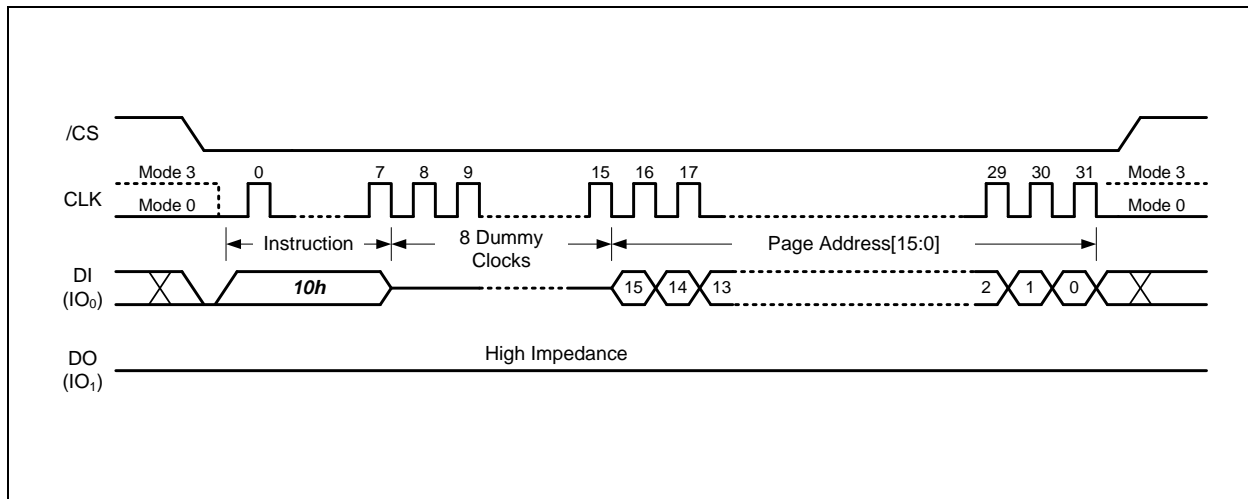 /CS
Mode 3 0 7 8 9 15 16 17 29 30 31 Mode 3
CLK
Mode 0 Mode 0
Instruction 8 Dummy Clocks Page Address[15:0]
DI
(IO₀)
10h 15 14 13 2 1 0
High Impedance
DO
(IO₁)